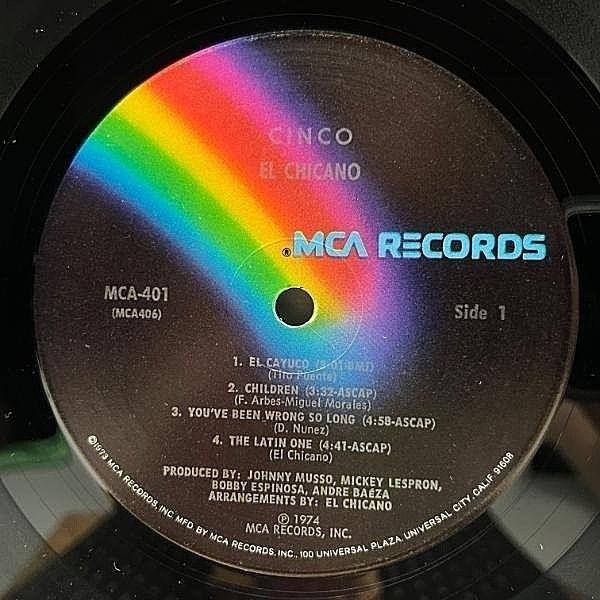 CINCO
EL CHICANO
® MCA RECORDS
MCA-401
(MCA406)
Side 1
1. EL CAYUCO (3:01-BMI)
(Tito Puente)
2. CHILDREN (3:32-ASCAP)
(F. Arbes-Miguel Morales)
3. YOU'VE BEEN WRONG SO LONG (4:58-ASCAP)
(D. Nunez)
4. THE LATIN ONE (4:41-ASCAP)
(El Chicano)
PRODUCED BY: JOHNNY MUSSO, MICKEY LESPRON,
BOBBY ESPINOSA, ANDRE BAEZA
ARRANGEMENTS BY: EL CHICANO
℗ 1974
MCA RECORDS, INC.
©1973 MCA RECORDS, INC. MFD. BY MCA RECORDS, INC., 100 UNIVERSAL PLAZA, UNIVERSAL CITY, CALIF. 91608